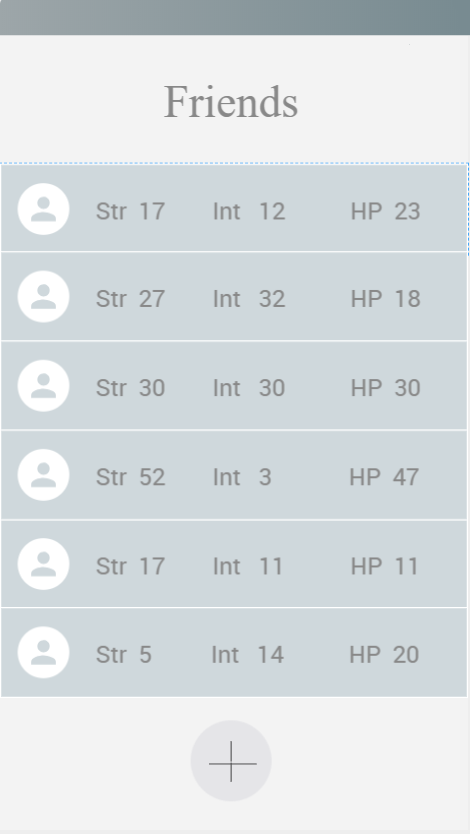 Friends
Str 17 Int 12 HP 23
Str 27 Int 32 HP 18
Str 30 Int 30 HP 30
Str 52 Int 3 HP 47
Str 17 Int 11 HP 11
Str 5 Int 14 HP 20